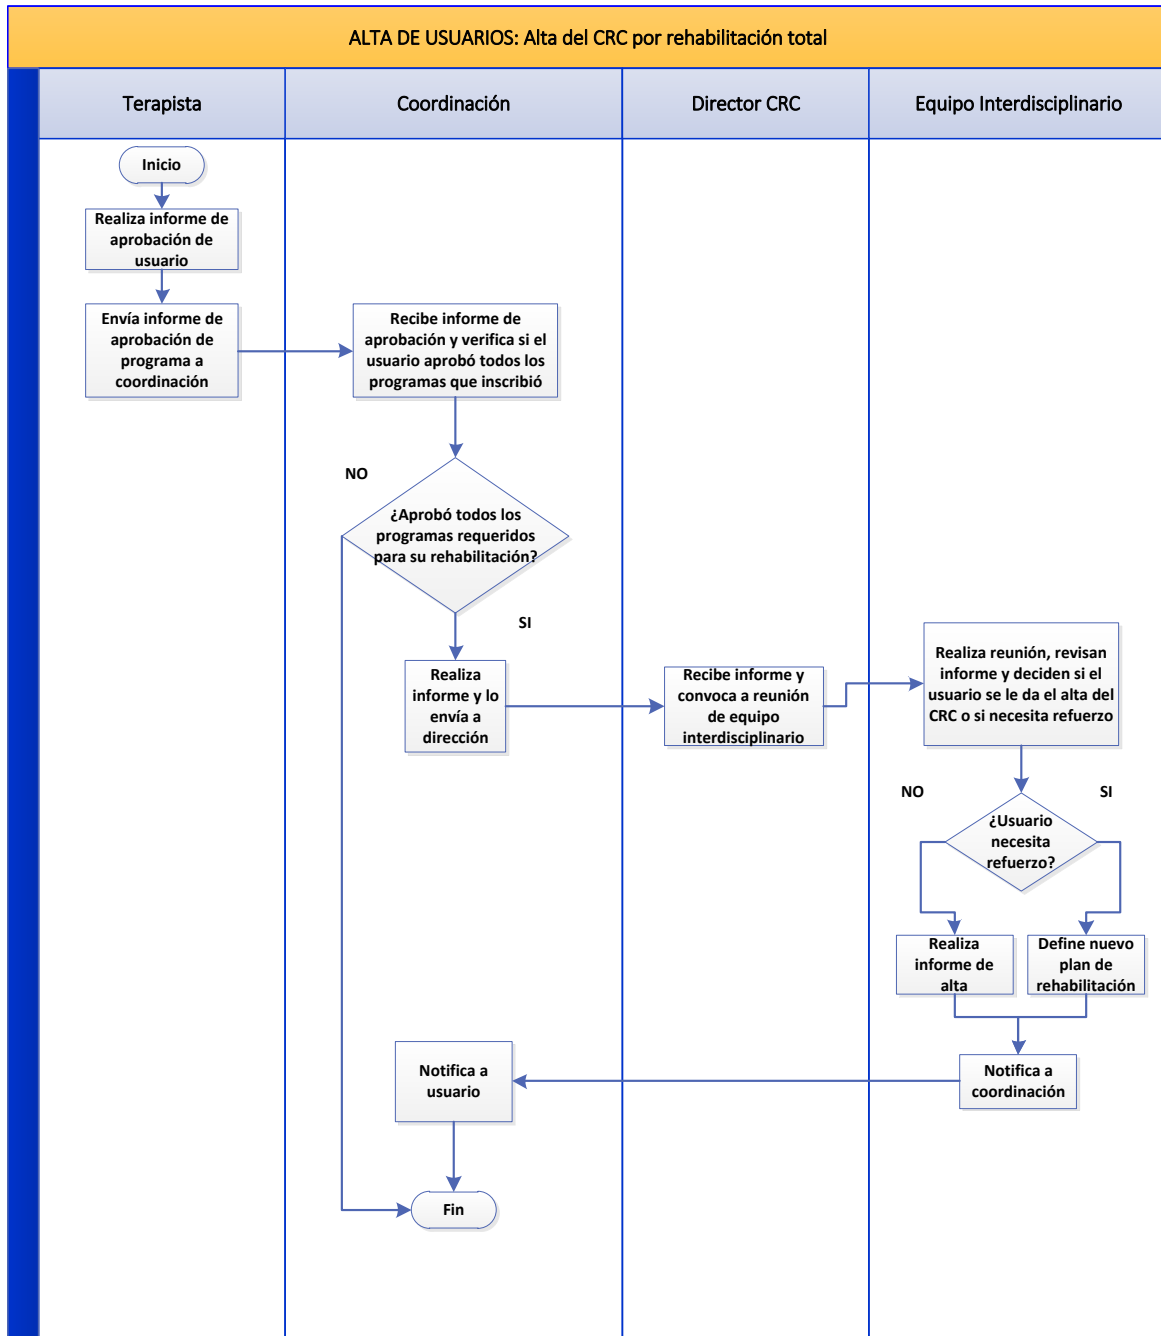 ALTA DE USUARIOS: Alta del CRC por rehabilitación total
Terapista
Coordinación
Director CRC
Equipo Interdisciplinario
Inicio
Realiza informe de
aprobación de
usuario
Envía informe de
aprobación de
programa a
coordinación
Recibe informe de
aprobación y verifica si el
usuario aprobó todos los
programas que inscribió
NO
¿Aprobó todos los
programas requeridos
para su rehabilitación?
SI
Realiza
informe y lo
envía a
dirección
Recibe informe y
convoca a reunión
de equipo
interdisciplinario
Realiza reunión, revisan
informe y deciden si el
usuario se le da el alta del
CRC o si necesita refuerzo
NO
SI
¿Usuario
necesita
refuerzo?
Realiza
informe de
alta
Define nuevo
plan de
rehabilitación
Notifica a
coordinación
Notifica a
usuario
Fin